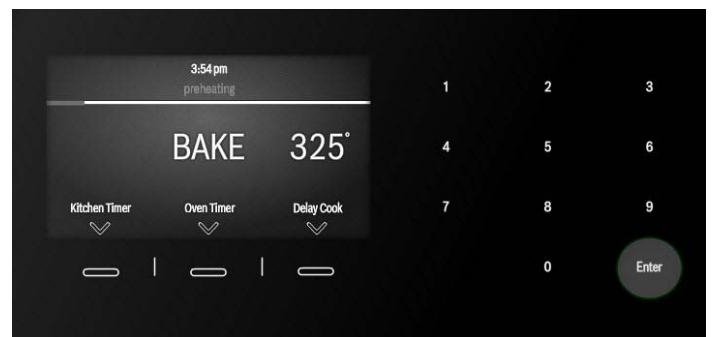 3:54 pm
preheating
BAKE 325°
Kitchen Timer Oven Timer Delay Cook
1 2 3
4 5 6
7 8 9
0 Enter